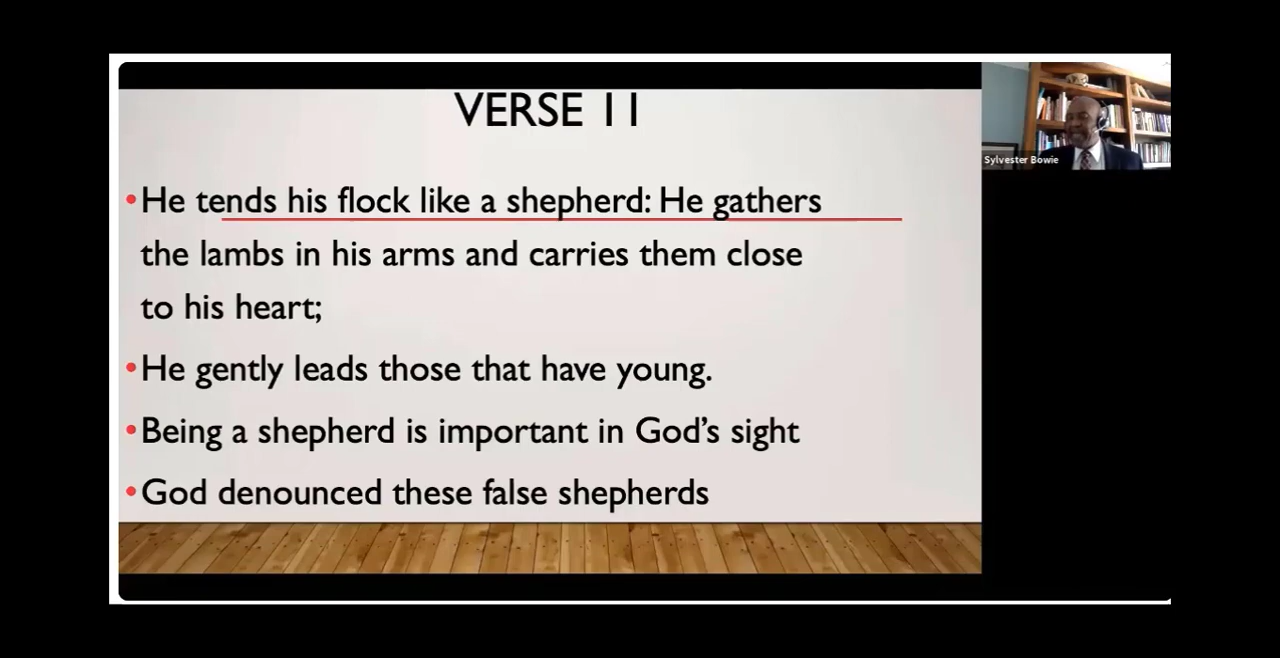 VERSE 11
• He tends his flock like a shepherd: He gathers
the lambs in his arms and carries them close
to his heart;
• He gently leads those that have young.
• Being a shepherd is important in God’s sight
• God denounced these false shepherds
Sylvester Bowie